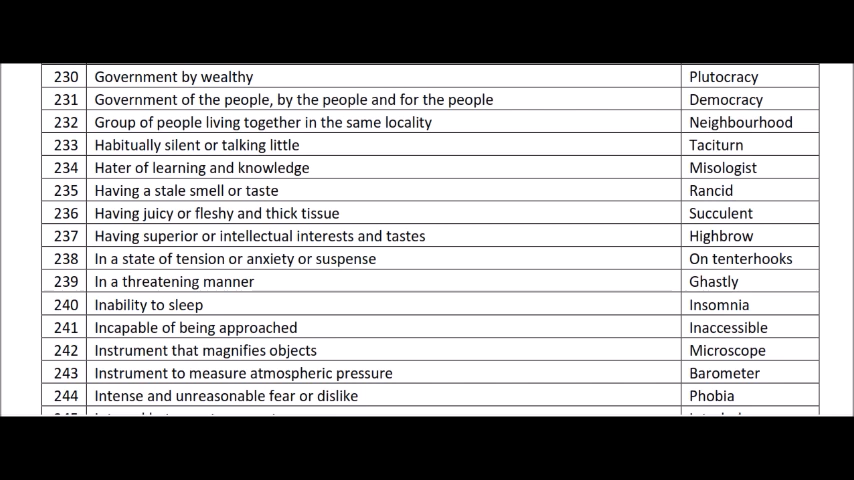 230 Government by wealthy Plutocracy
231 Government of the people, by the people and for the people Democracy
232 Group of people living together in the same locality Neighbourhood
233 Habitually silent or talking little Taciturn
234 Hater of learning and knowledge Misologist
235 Having a stale smell or taste Rancid
236 Having juicy or fleshy and thick tissue Succulent
237 Having superior or intellectual interests and tastes Highbrow
238 In a state of tension or anxiety or suspense On tenterhooks
239 In a threatening manner Ghastly
240 Inability to sleep Insomnia
241 Incapable of being approached Inaccessible
242 Instrument that magnifies objects Microscope
243 Instrument to measure atmospheric pressure Barometer
244 Intense and unreasonable fear or dislike Phobia